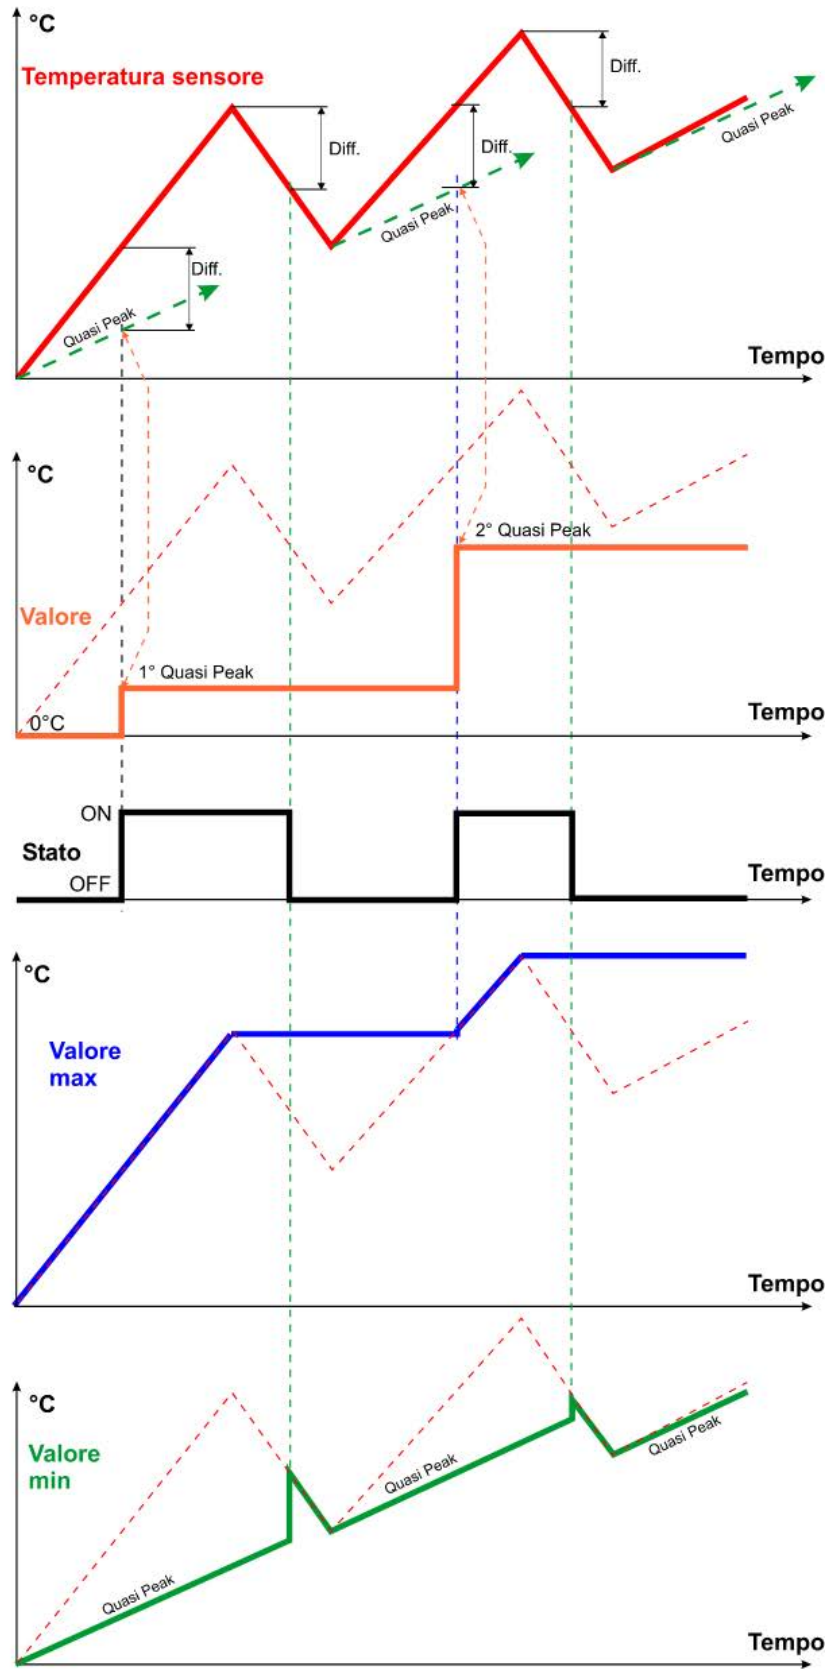 °C
Temperatura sensore
Diff.
Diff.
Diff.
Diff.
Quasi Peak
Quasi Peak
Quasi Peak
Tempo
°C
2° Quasi Peak
Valore
1° Quasi Peak
0°C
Tempo
ON
Stato
OFF
Tempo
°C
Valore
max
Tempo
°C
Valore
min
Quasi Peak
Quasi Peak
Quasi Peak
Tempo